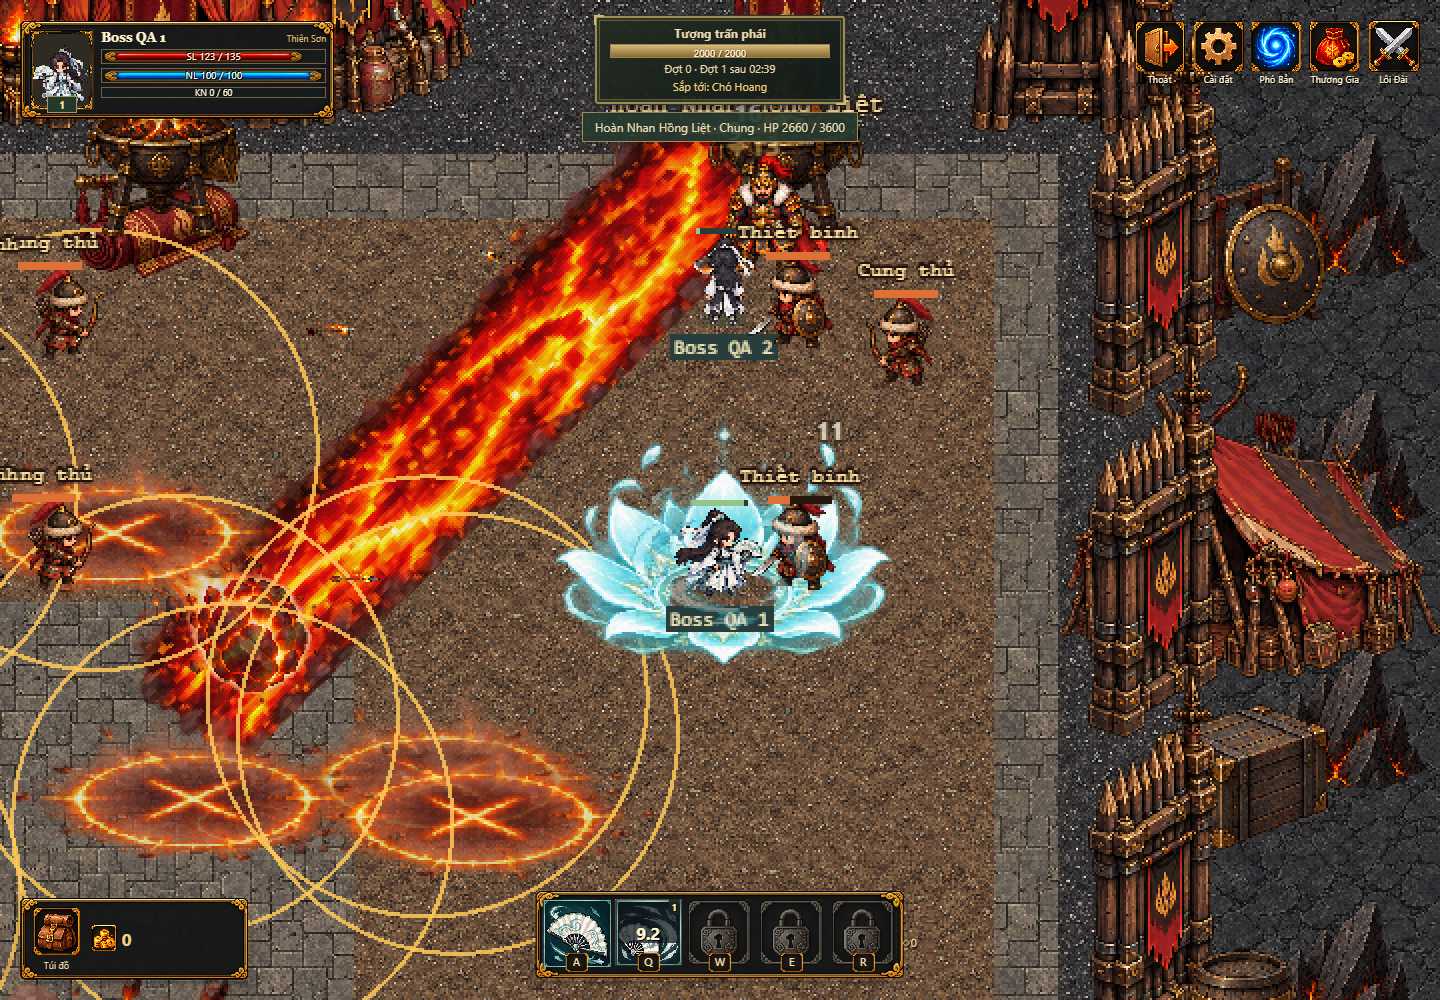 Boss QA 1
Thiên Sơn
SL 123 / 135
NL 100 / 100
KN 0 / 60
1
Tượng trấn phái
2000 / 2000
Đợt 0 · Đợt 1 sau 02:39
Sắp tới: Chó Hoang
Hoàn Nhan Hồng Liệt · Chung · HP 2660 / 3600
Thoát
Cài đặt
Phó Bản
Thương Gia
Lôi Đài
Thiết binh
Cung thủ
Boss QA 2
11
Thiết binh
Boss QA 1
Túi đồ
0
A
9.2
1
Q
W
E
R